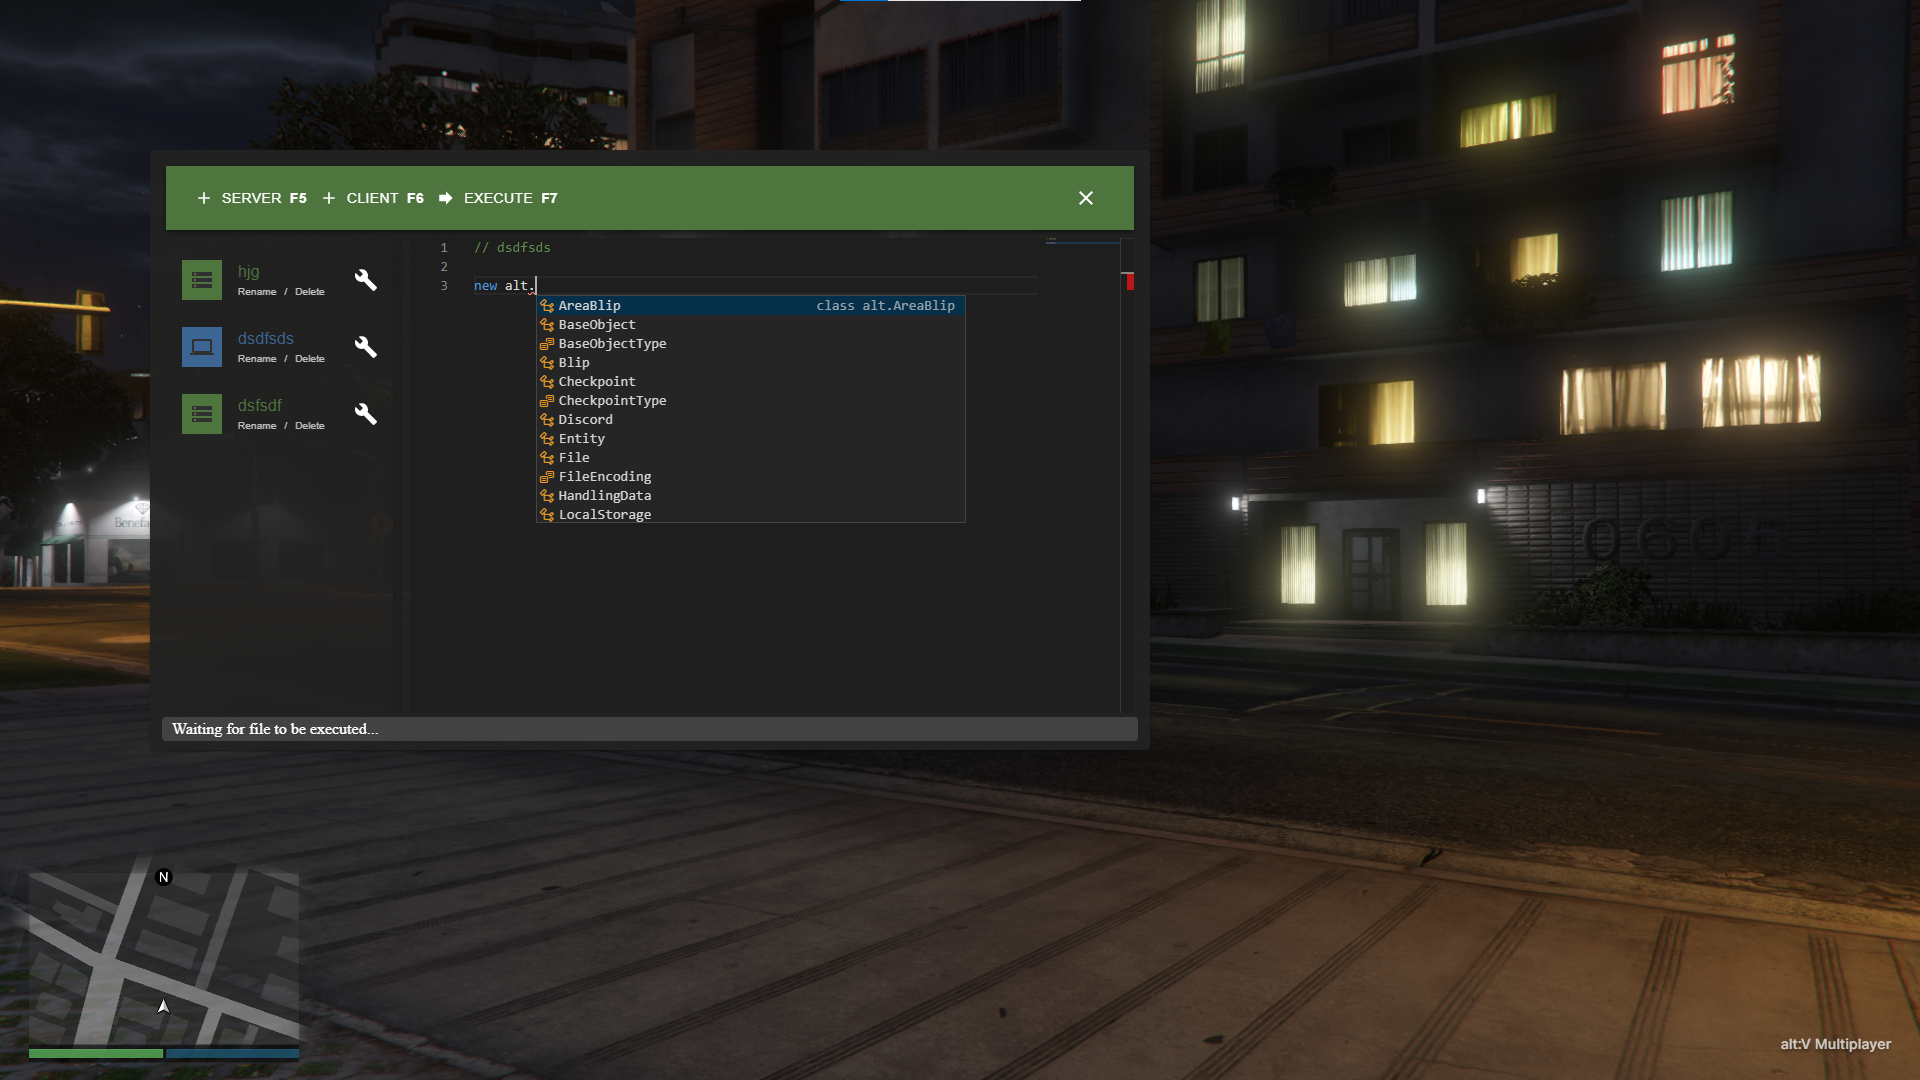 SERVER F5 CLIENT F6 EXECUTE F7
hjg
Rename / Delete
dsdfsds
Rename / Delete
dsfsdf
Rename / Delete
1 // dsdfsds
2
3 new alt.
AreaBlip class alt.AreaBlip
BaseObject
BaseObjectType
Blip
Checkpoint
CheckpointType
Discord
Entity
File
FileEncoding
HandlingData
LocalStorage
Waiting for file to be executed...
Benefa
0605
N
alt:V Multiplayer